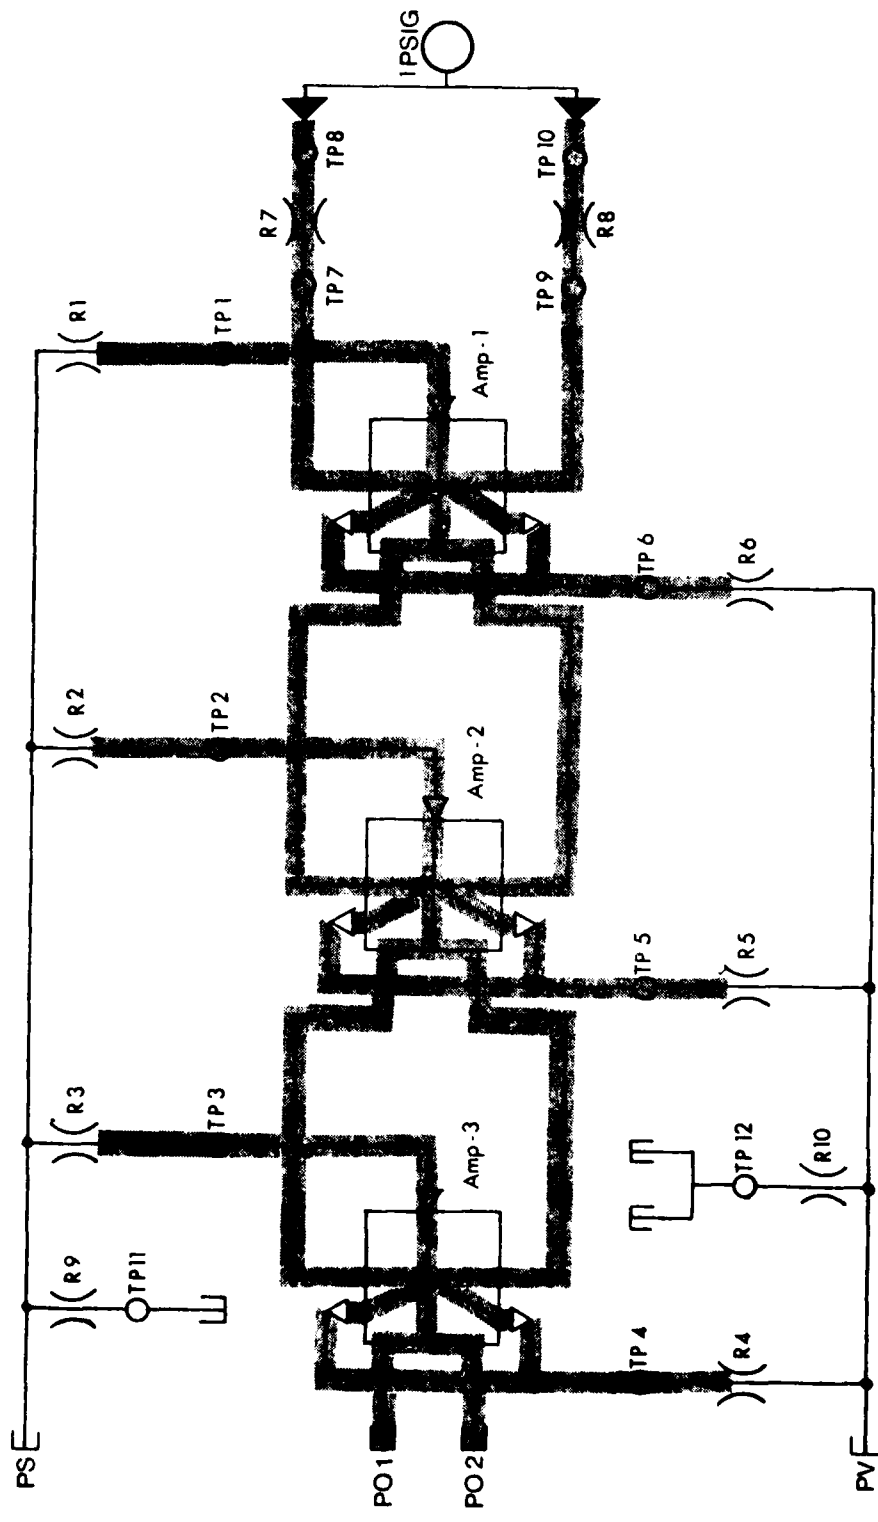 PS
R9
TP11
R3
TP3
R2
TP2
R1
TP1
PO1
PO2
Amp-3
Amp-2
Amp-1
R7
TP7
TP8
1PSIG
TP9
TP10
R8
TP4
R4
TP12
R10
TP5
R5
TP6
R6
PV